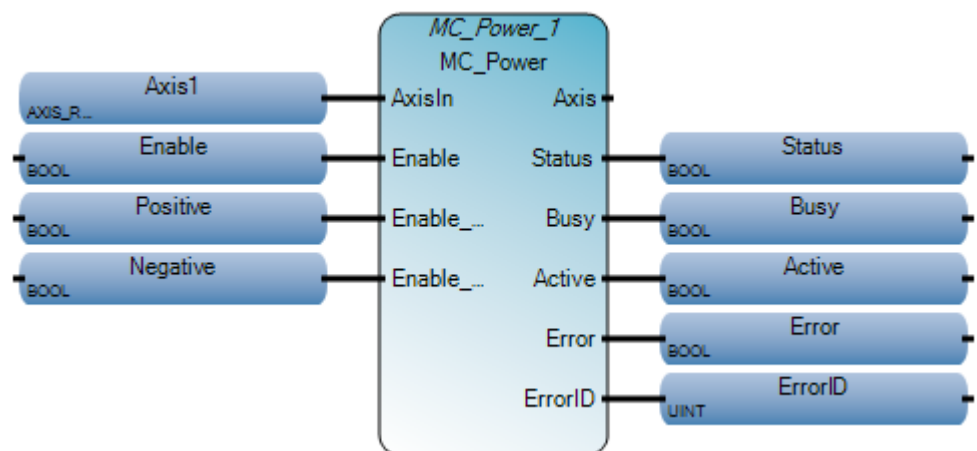 MC_Power_1
MC_Power
Axis1
AXIS_R...
AxisIn
Axis
Enable
BOOL
Enable
Status
Status
BOOL
Positive
BOOL
Enable_...
Busy
Busy
BOOL
Negative
BOOL
Enable_...
Active
Active
BOOL
Error
Error
BOOL
ErrorID
ErrorID
UINT